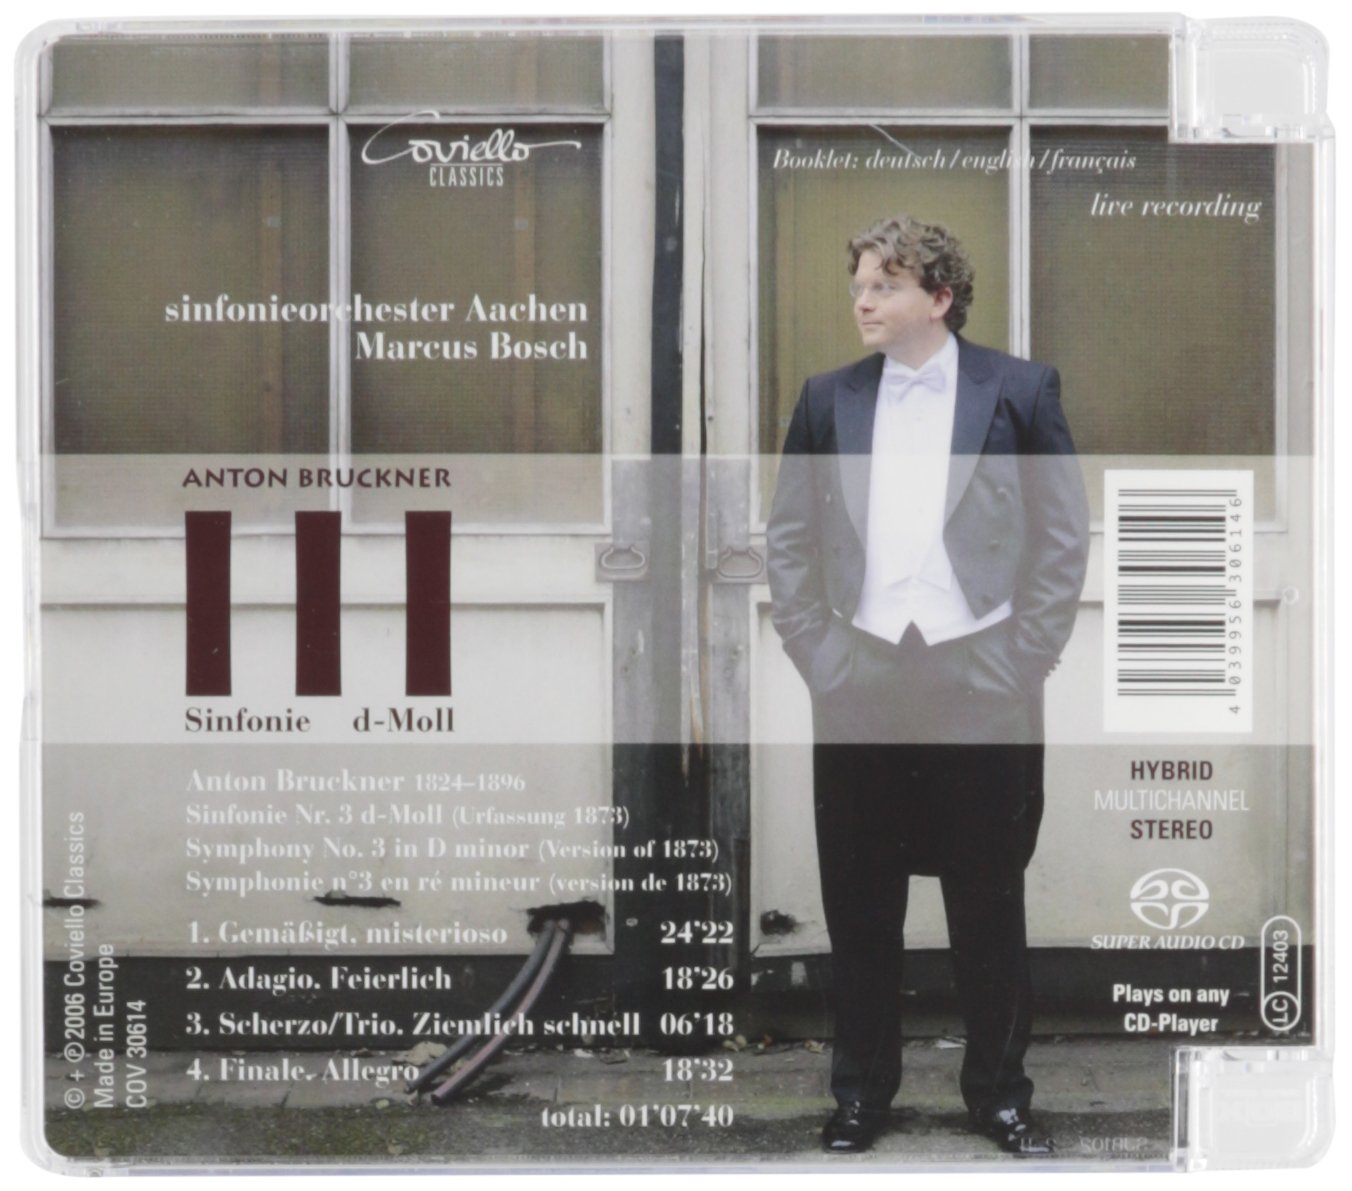 Coviello
CLASSICS
Booklet: deutsch/english/français
live recording
sinfonieorchester Aachen
Marcus Bosch
ANTON BRUCKNER
III
Sinfonie d-Moll
4 039956 306146
Anton Bruckner 1824–1896
Sinfonie Nr. 3 d-Moll (Urfassung 1873)
Symphony No. 3 in D minor (Version of 1873)
Symphonie n°3 en ré mineur (version de 1873)
1. Gemäßigt, misterioso 24'22
2. Adagio. Feierlich 18'26
3. Scherzo/Trio. Ziemlich schnell 06'18
4. Finale. Allegro 18'32
total: 01'07'40
HYBRID
MULTICHANNEL
STEREO
SUPER AUDIO CD
Plays on any
CD-Player
LC 12403
© + ℗ 2006 Coviello Classics
Made in Europe
COV 30614